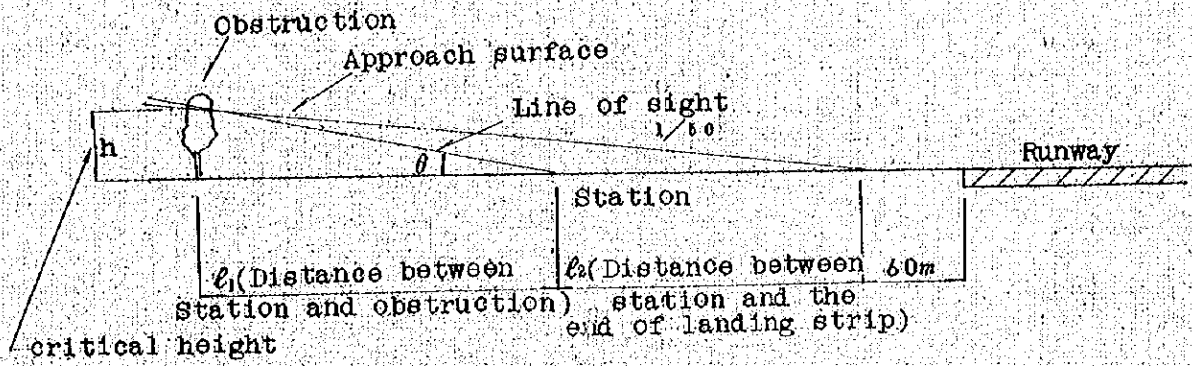 Obstruction
Approach surface
Line of sight
1/50
h
θ
Runway
Station
ℓ₁(Distance between
Station and obstruction)
ℓ₂(Distance between
station and the
end of landing strip)
60m
critical height